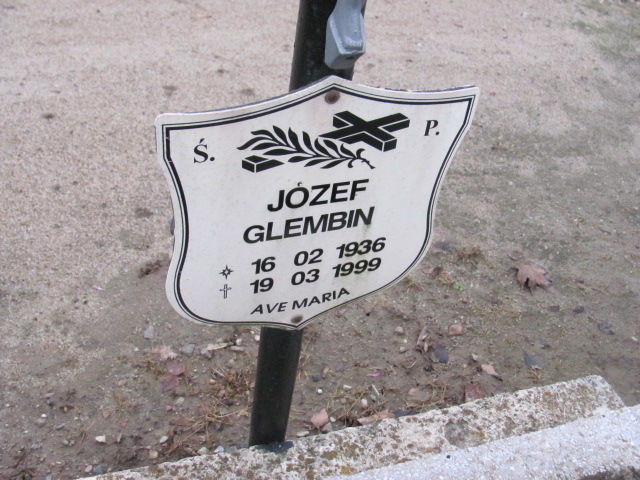 Ś. P.
JÓZEF
GLEMBIN
16 02 1936
19 03 1999
AVE MARIA